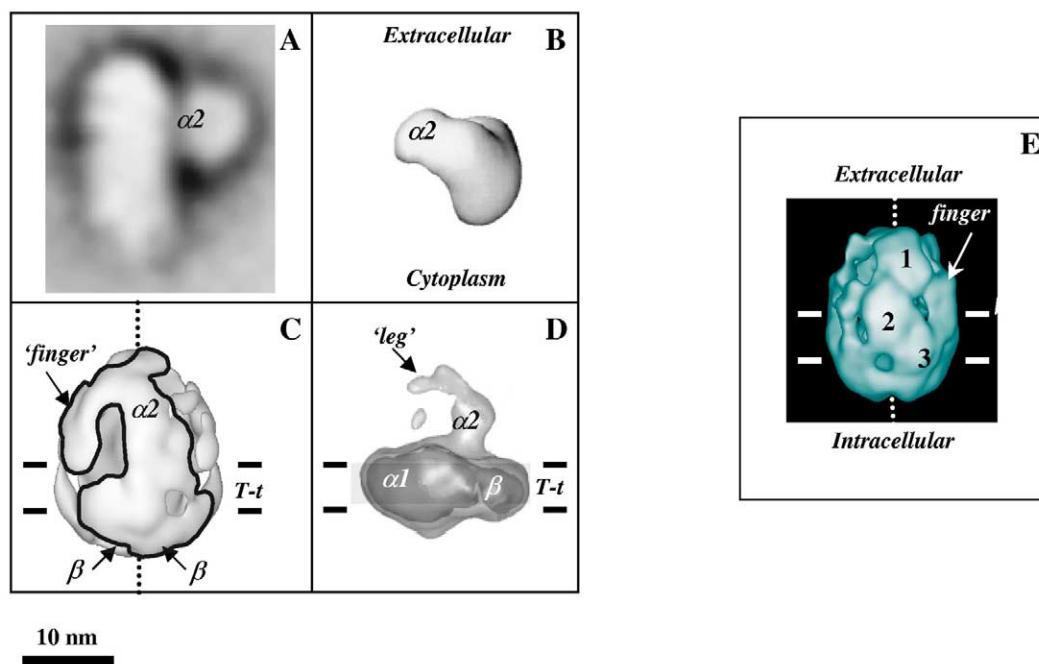 A
α2
B
Extracellular
α2
Cytoplasm
C
‘finger’
α2
T-t
β β
D
‘leg’
α2
α1 β T-t
10 nm
E
Extracellular
finger
1
2
3
Intracellular